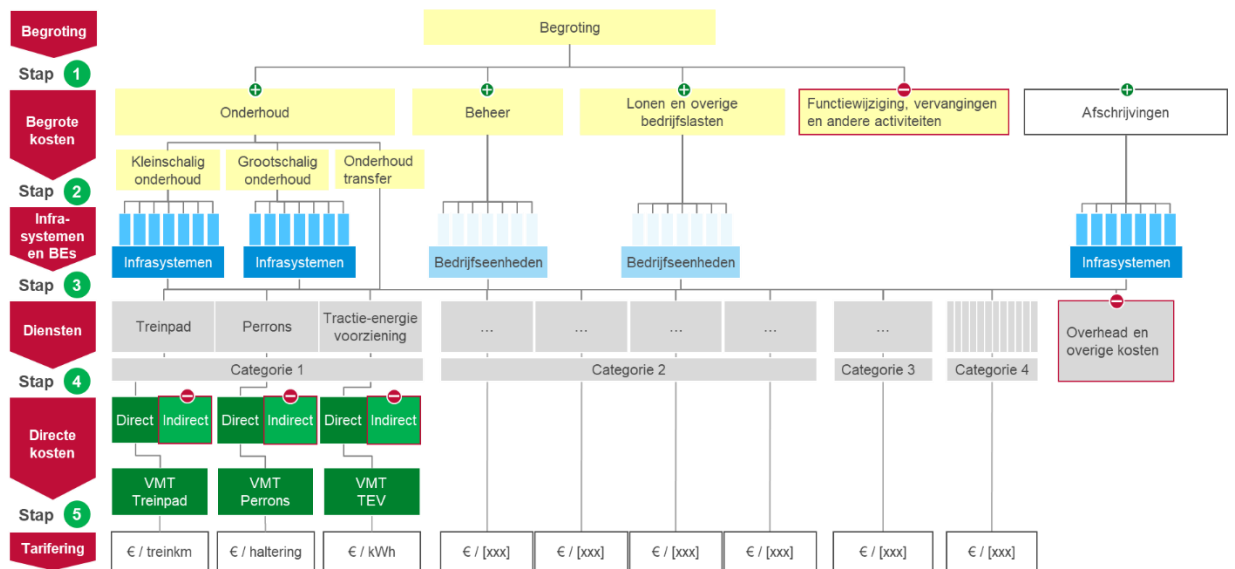 Begroting
Begroting
Stap 1
Begrote
kosten
Onderhoud
Beheer
Lonen en overige
bedrijfslasten
Functiewijziging, vervangingen
en andere activiteiten
Afschrijvingen
Kleinschalig
onderhoud
Grootschalig
onderhoud
Onderhoud
transfer
Stap 2
Infra-
systemen
en BEs
Infrasystemen
Infrasystemen
Bedrijfseenheden
Bedrijfseenheden
Infrasystemen
Stap 3
Diensten
Treinpad
Perrons
Tractie-energie
voorziening
...
...
...
...
...
Overhead en
overige kosten
Categorie 1
Categorie 2
Categorie 3
Categorie 4
Stap 4
Directe
kosten
Direct
Indirect
Direct
Indirect
Direct
Indirect
VMT
Treinpad
VMT
Perrons
VMT
TEV
Stap 5
Tarifering
€ / treinkm
€ / haltering
€ / kWh
€ / [xxx]
€ / [xxx]
€ / [xxx]
€ / [xxx]
€ / [xxx]
€ / [xxx]